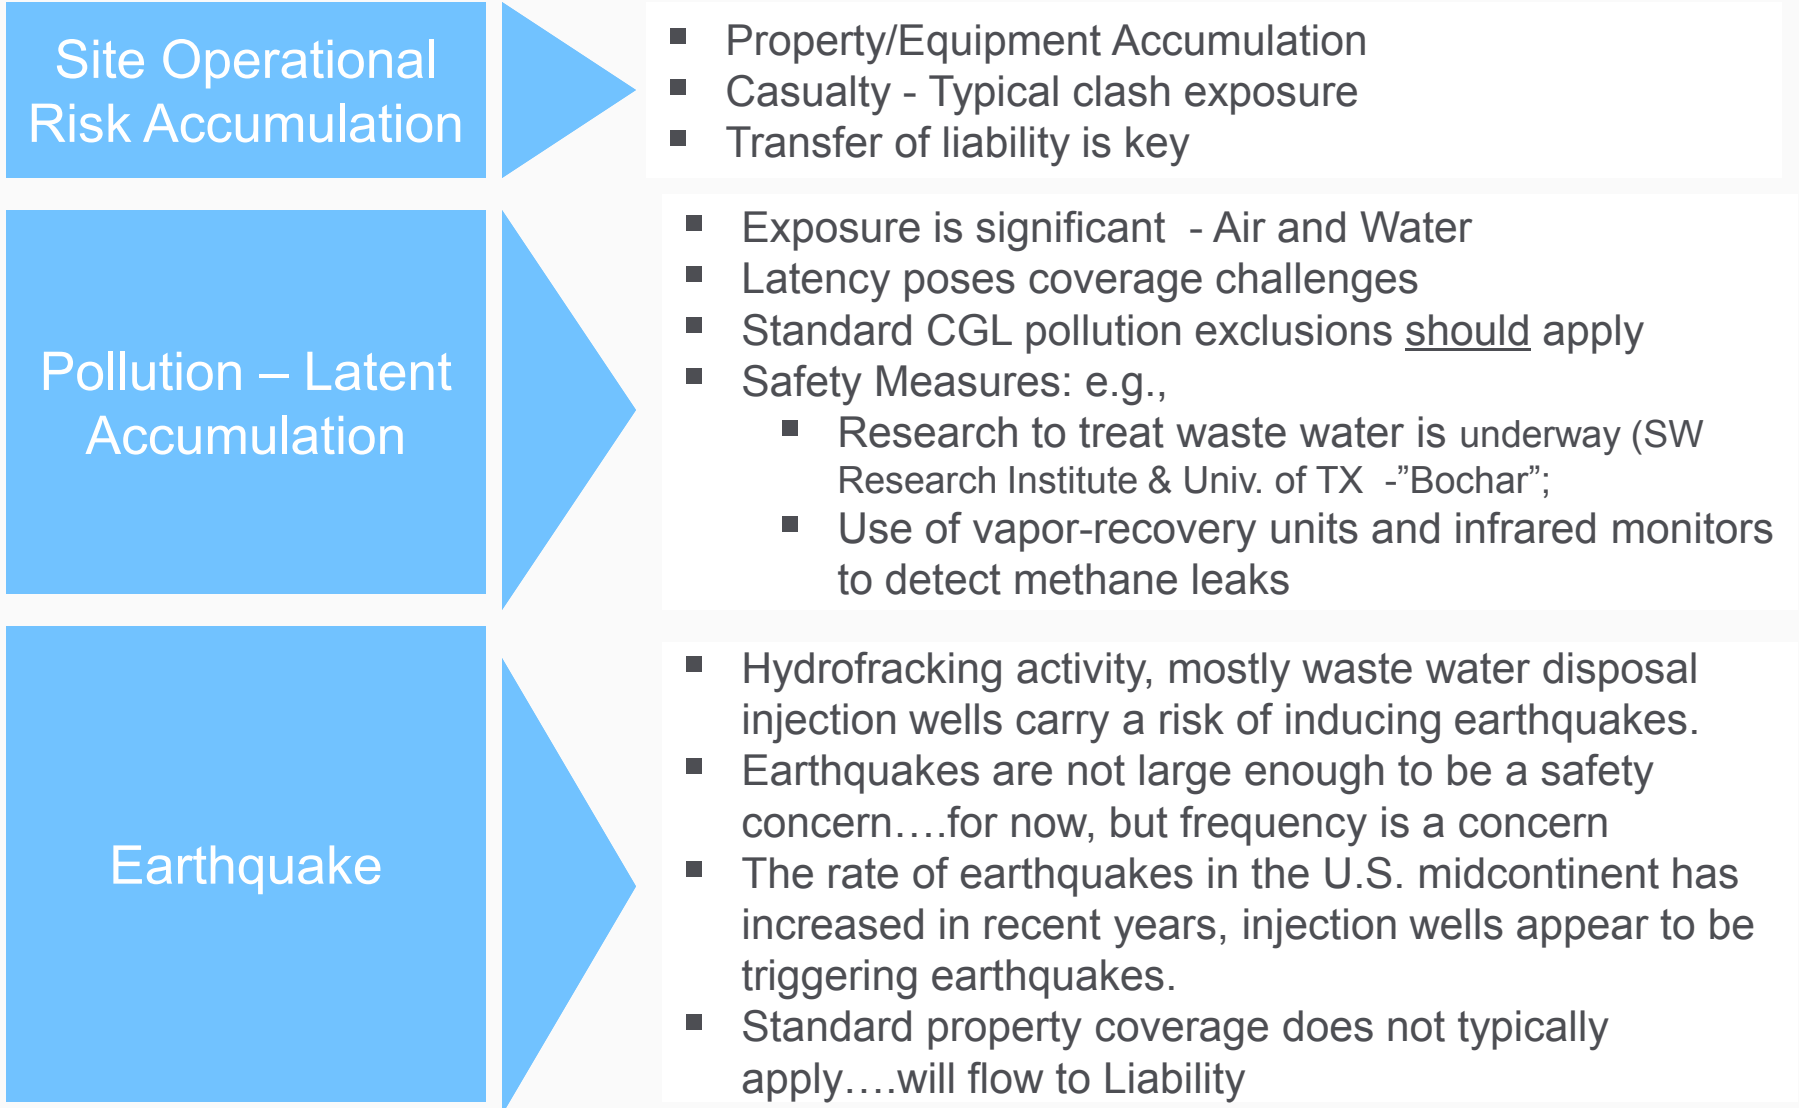 Site Operational
Risk Accumulation
■ Property/Equipment Accumulation
■ Casualty - Typical clash exposure
■ Transfer of liability is key
Pollution – Latent
Accumulation
■ Exposure is significant  - Air and Water
■ Latency poses coverage challenges
■ Standard CGL pollution exclusions should apply
■ Safety Measures: e.g.,
■ Research to treat waste water is underway (SW
Research Institute & Univ. of TX  -”Bochar”;
■ Use of vapor-recovery units and infrared monitors
to detect methane leaks
Earthquake
■ Hydrofracking activity, mostly waste water disposal
injection wells carry a risk of inducing earthquakes.
■ Earthquakes are not large enough to be a safety
concern….for now, but frequency is a concern
■ The rate of earthquakes in the U.S. midcontinent has
increased in recent years, injection wells appear to be
triggering earthquakes.
■ Standard property coverage does not typically
apply….will flow to Liability